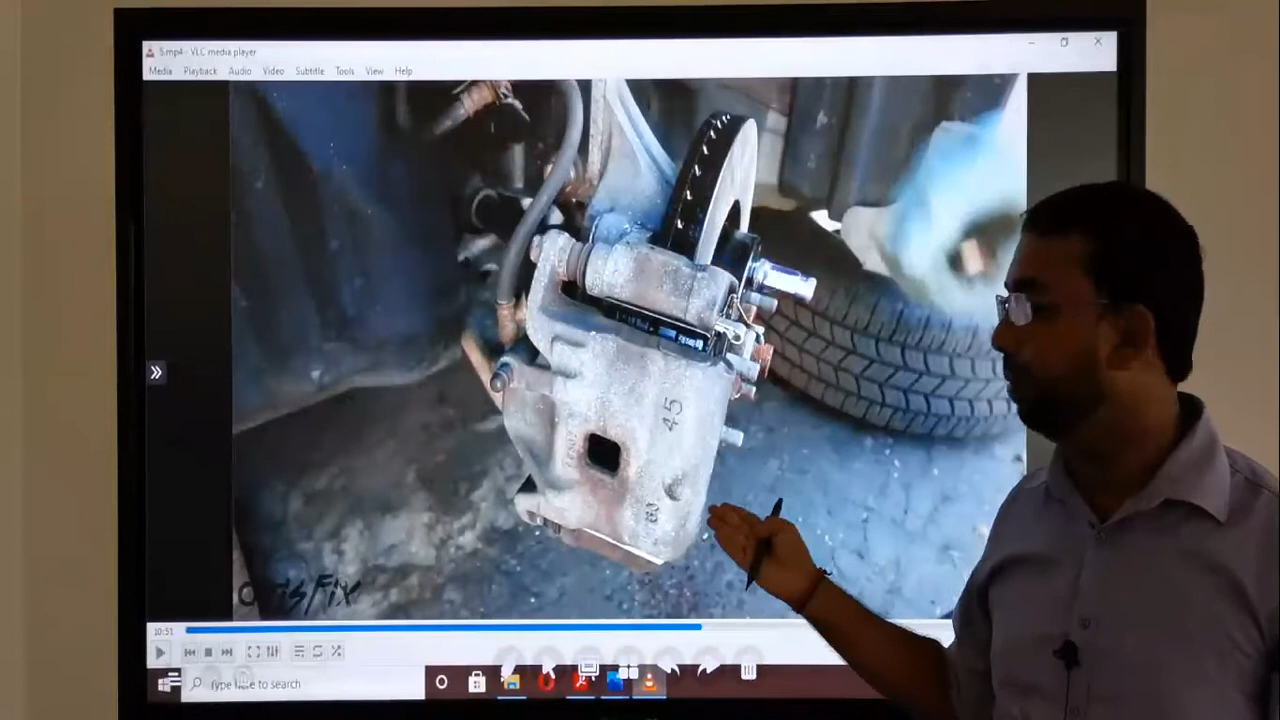 5.mp4 - VLC media player
Media Playback Audio Video Subtitle Tools View Help
45
ChrisFix
10:51
Type here to search